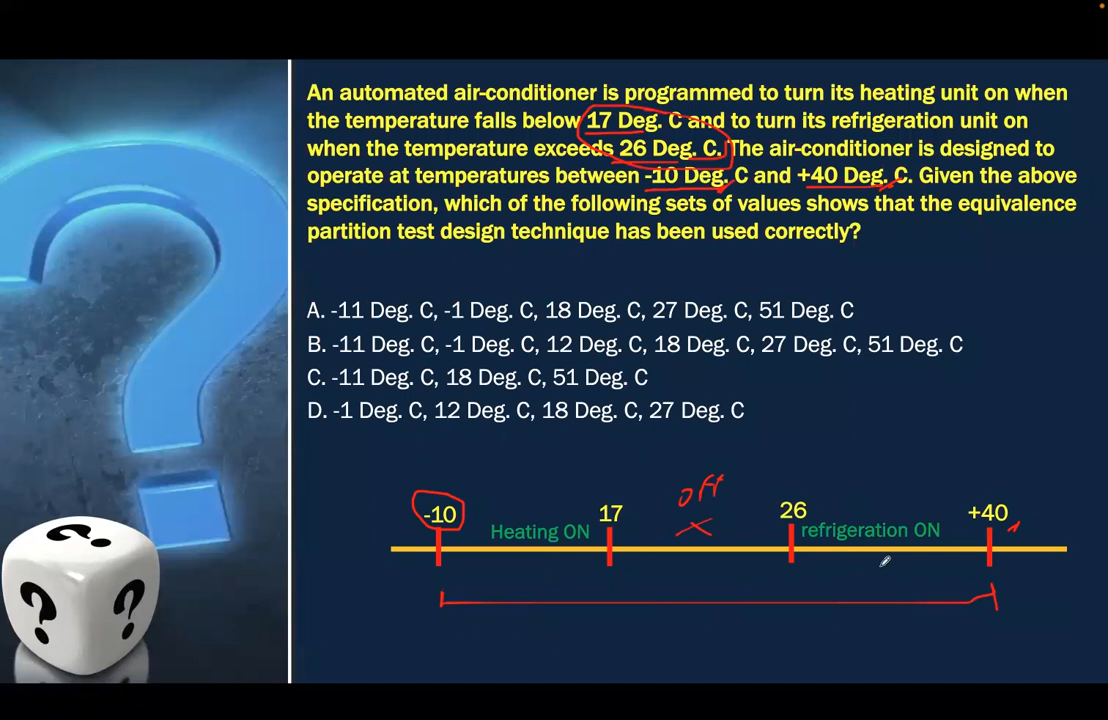 An automated air-conditioner is programmed to turn its heating unit on when
the temperature falls below 17 Deg. C and to turn its refrigeration unit on
when the temperature exceeds 26 Deg. C. The air-conditioner is designed to
operate at temperatures between -10 Deg. C and +40 Deg. C. Given the above
specification, which of the following sets of values shows that the equivalence
partition test design technique has been used correctly?
A. -11 Deg. C, -1 Deg. C, 18 Deg. C, 27 Deg. C, 51 Deg. C
B. -11 Deg. C, -1 Deg. C, 12 Deg. C, 18 Deg. C, 27 Deg. C, 51 Deg. C
C. -11 Deg. C, 18 Deg. C, 51 Deg. C
D. -1 Deg. C, 12 Deg. C, 18 Deg. C, 27 Deg. C
off
-10 17 26 +40
Heating ON refrigeration ON
? ? ?